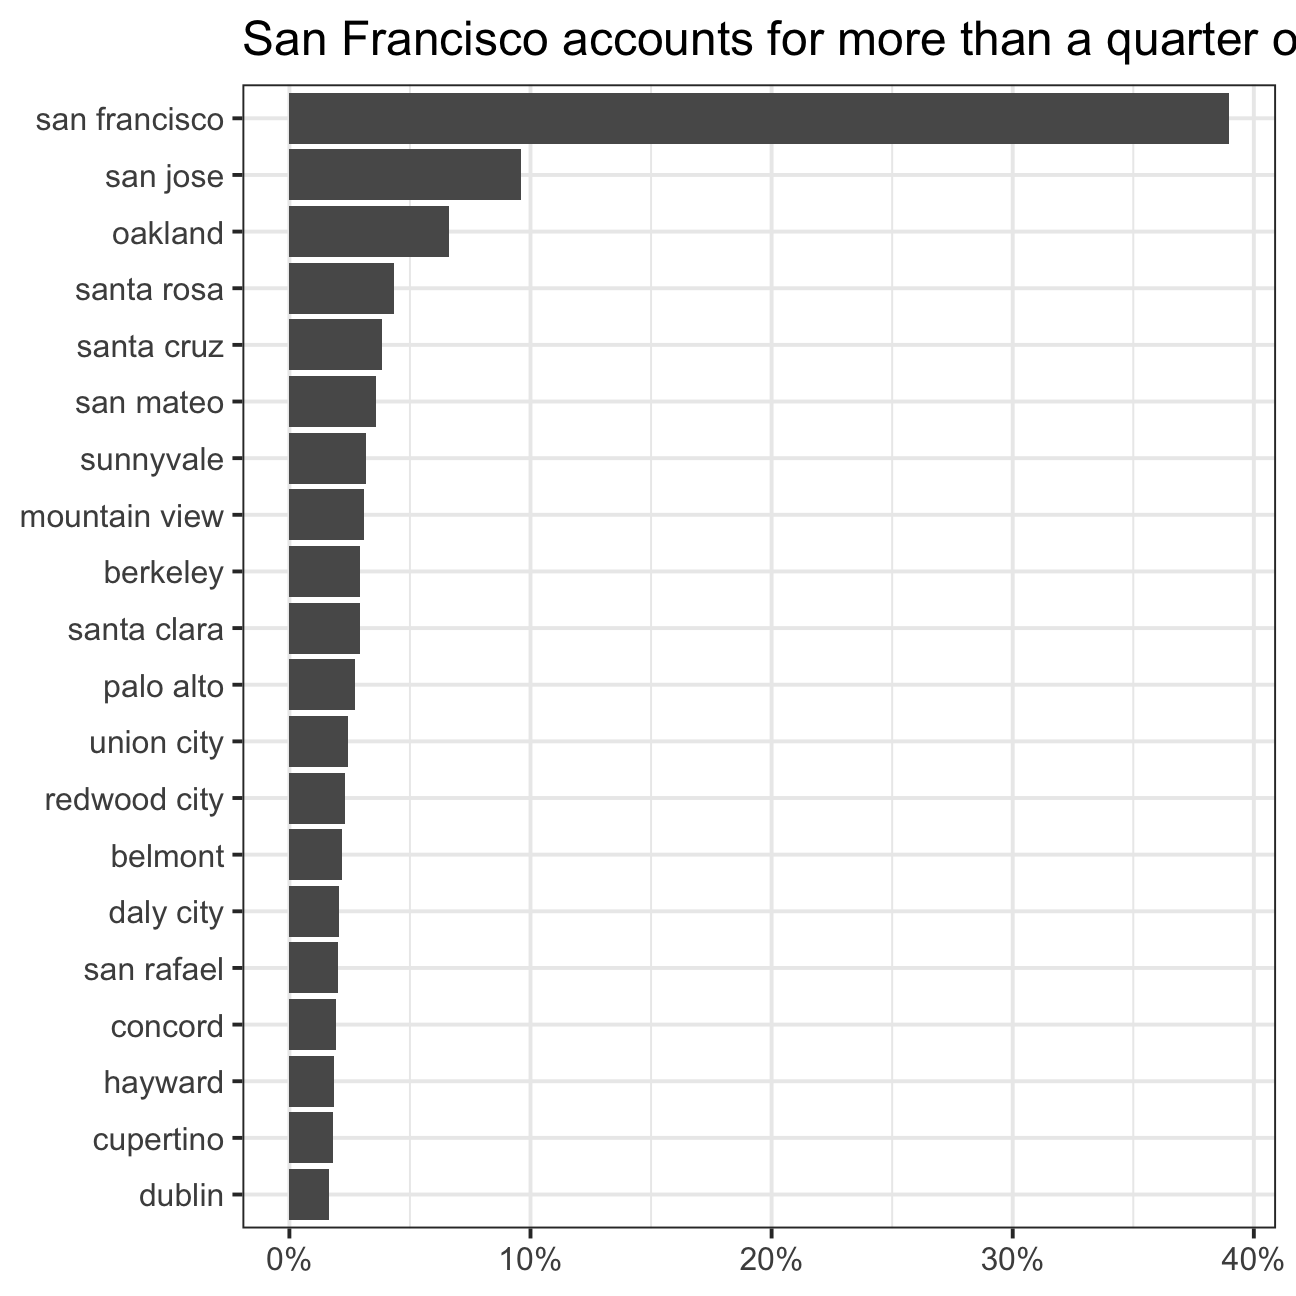 San Francisco accounts for more than a quarter o
san francisco
san jose
oakland
santa rosa
santa cruz
san mateo
sunnyvale
mountain view
berkeley
santa clara
palo alto
union city
redwood city
belmont
daly city
san rafael
concord
hayward
cupertino
dublin
0% 10% 20% 30% 40%